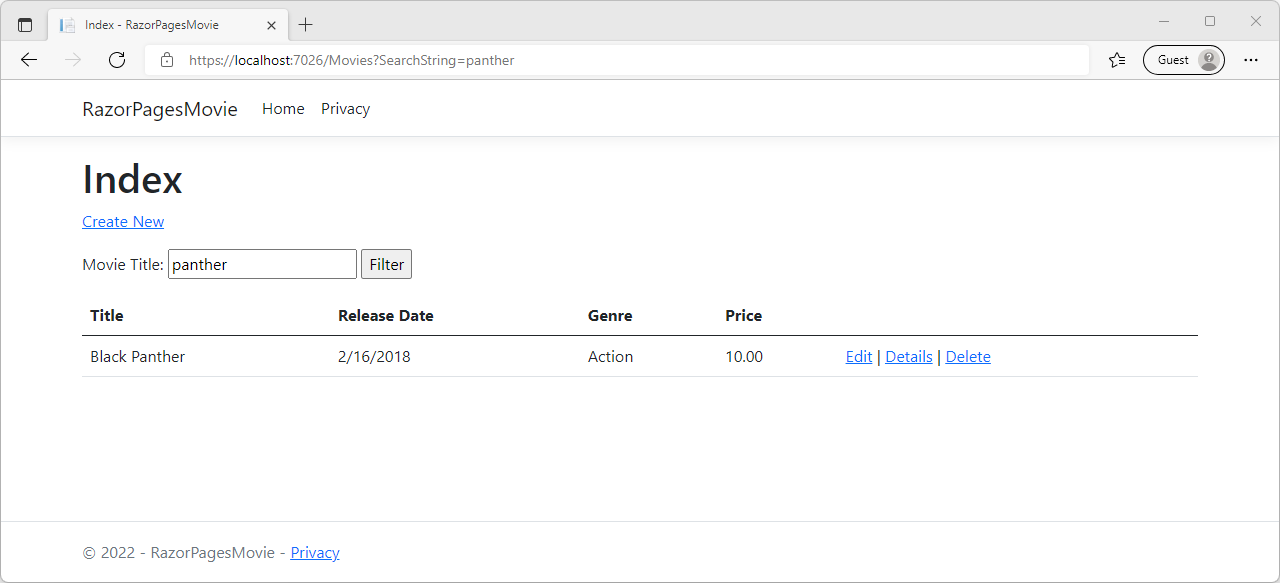 Index - RazorPagesMovie
https://localhost:7026/Movies?SearchString=panther
Guest
RazorPagesMovie Home Privacy
Index
Create New
Movie Title: panther Filter
Title Release Date Genre Price
Black Panther 2/16/2018 Action 10.00 Edit | Details | Delete
© 2022 - RazorPagesMovie - Privacy